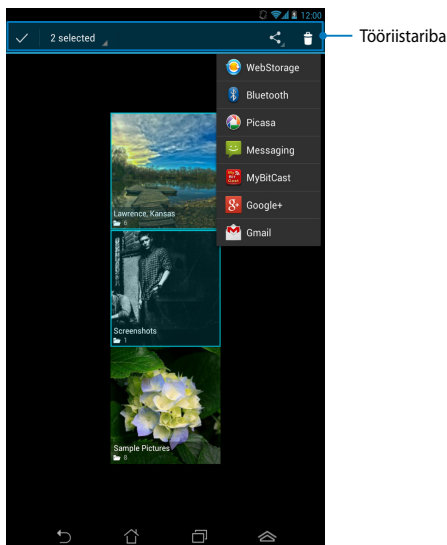 12:00
2 selected
Tööriistariba
WebStorage
Bluetooth
Picasa
Messaging
MyBitCast
Google+
Gmail
Lawrence, Kansas
6
Screenshots
1
Sample Pictures
8